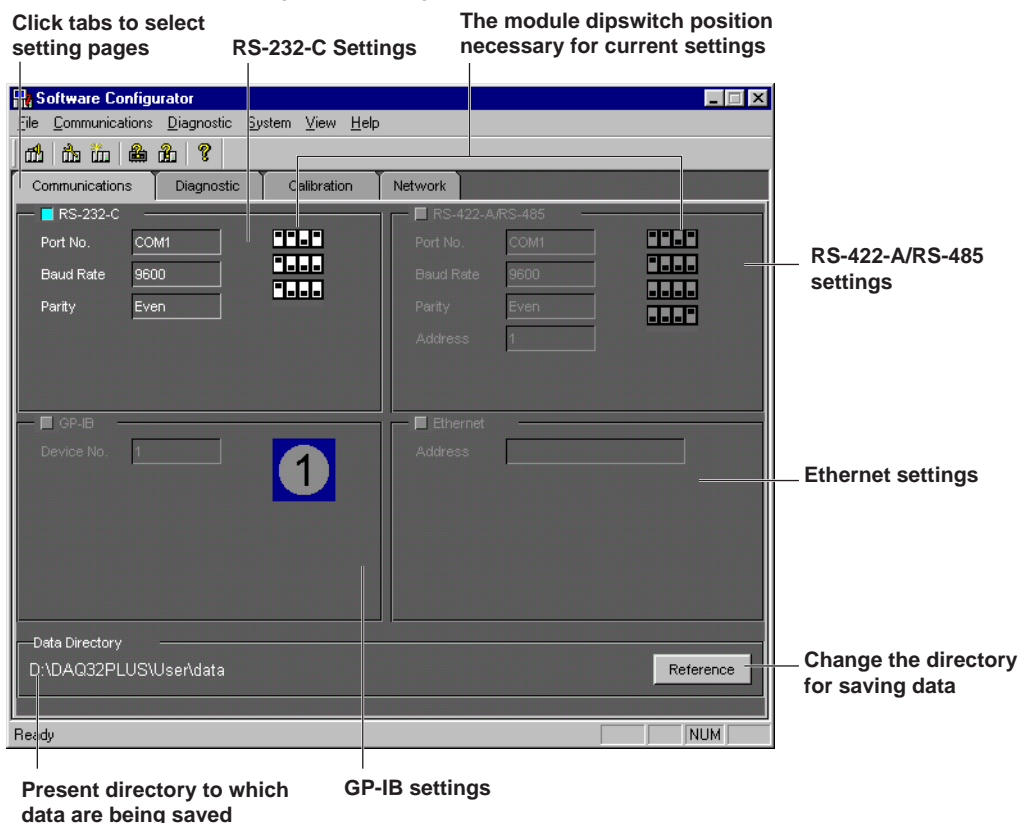 Click tabs to select
setting pages
RS-232-C Settings
The module dipswitch position
necessary for current settings
Software Configurator
File Communications Diagnostic System View Help
Communications Diagnostic Calibration Network
RS-232-C
Port No. COM1
Baud Rate 9600
Parity Even
RS-422-A/RS-485
Port No. COM1
Baud Rate 9600
Parity Even
Address 1
RS-422-A/RS-485
settings
GP-IB
Device No. 1
1
Ethernet
Address
Ethernet settings
Data Directory
D:\DAQ32PLUS\User\data
Reference
Change the directory
for saving data
Ready
NUM
Present directory to which
data are being saved
GP-IB settings